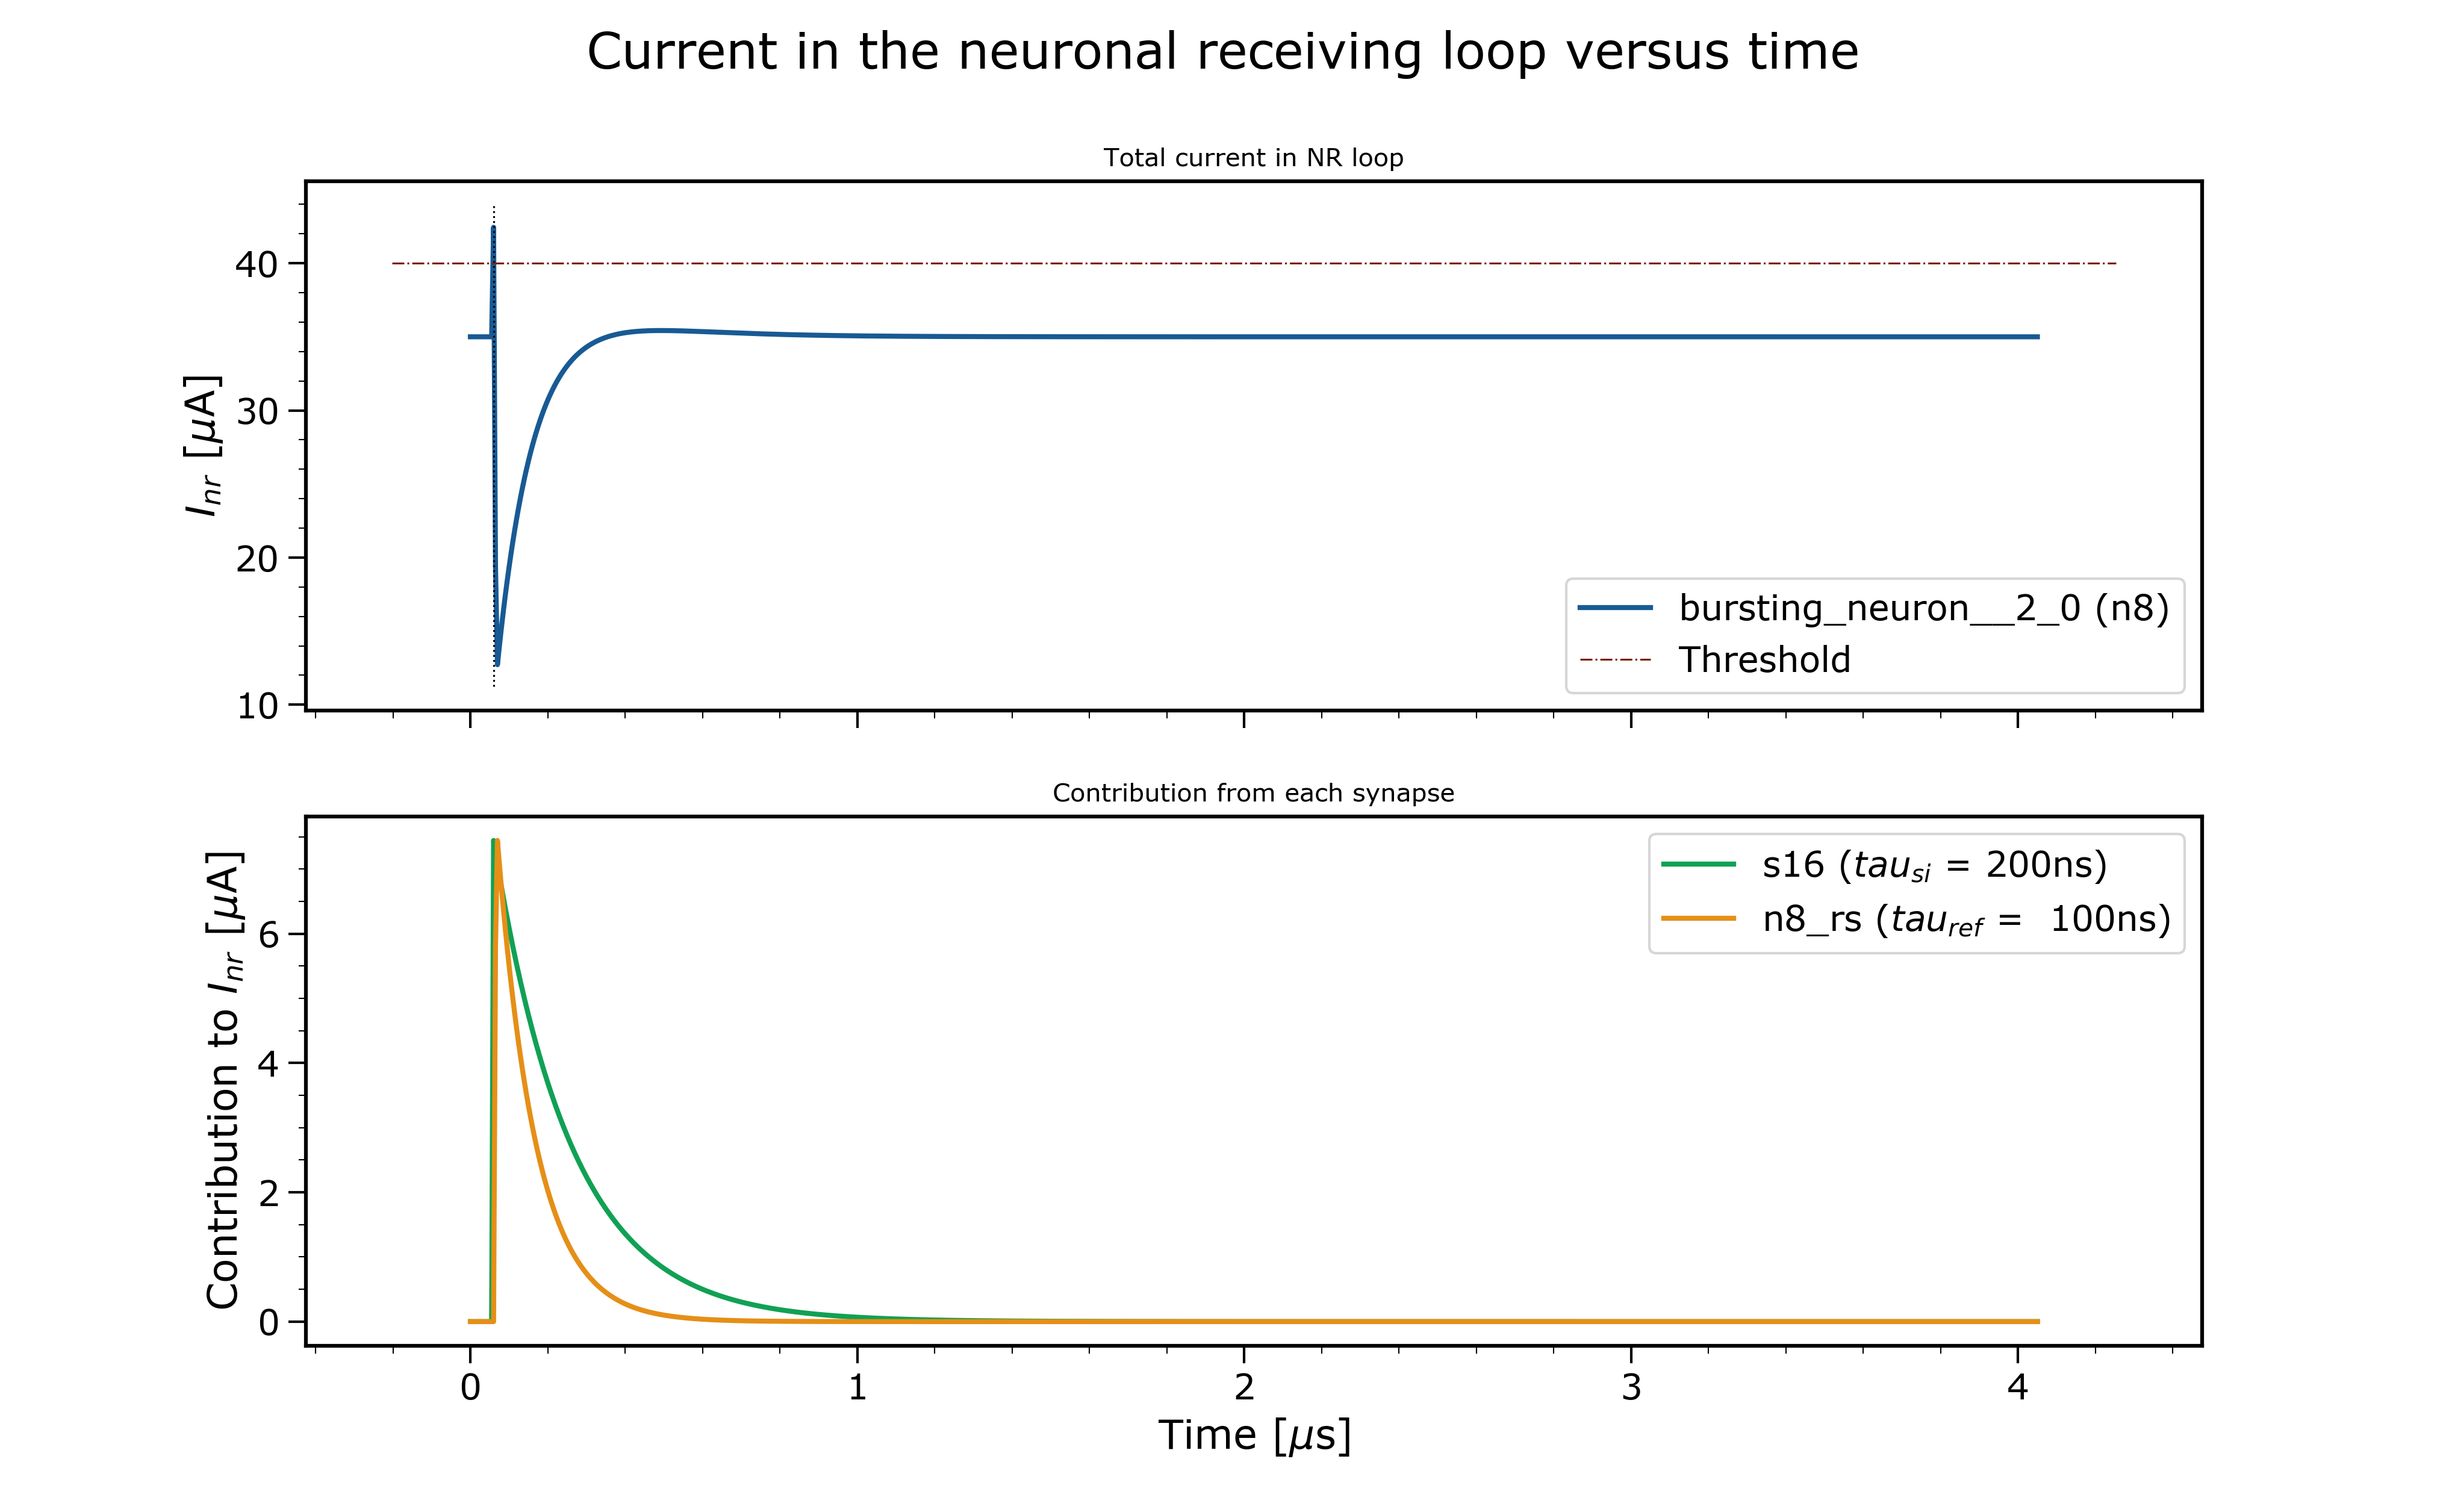 Current in the neuronal receiving loop versus time
Total current in NR loop
I_nr [μA]
40
30
20
10
bursting_neuron__2_0 (n8)
Threshold
Contribution from each synapse
Contribution to I_nr [μA]
6
4
2
0
s16 (tau_si = 200ns)
n8_rs (tau_ref =  100ns)
0 1 2 3 4
Time [μs]